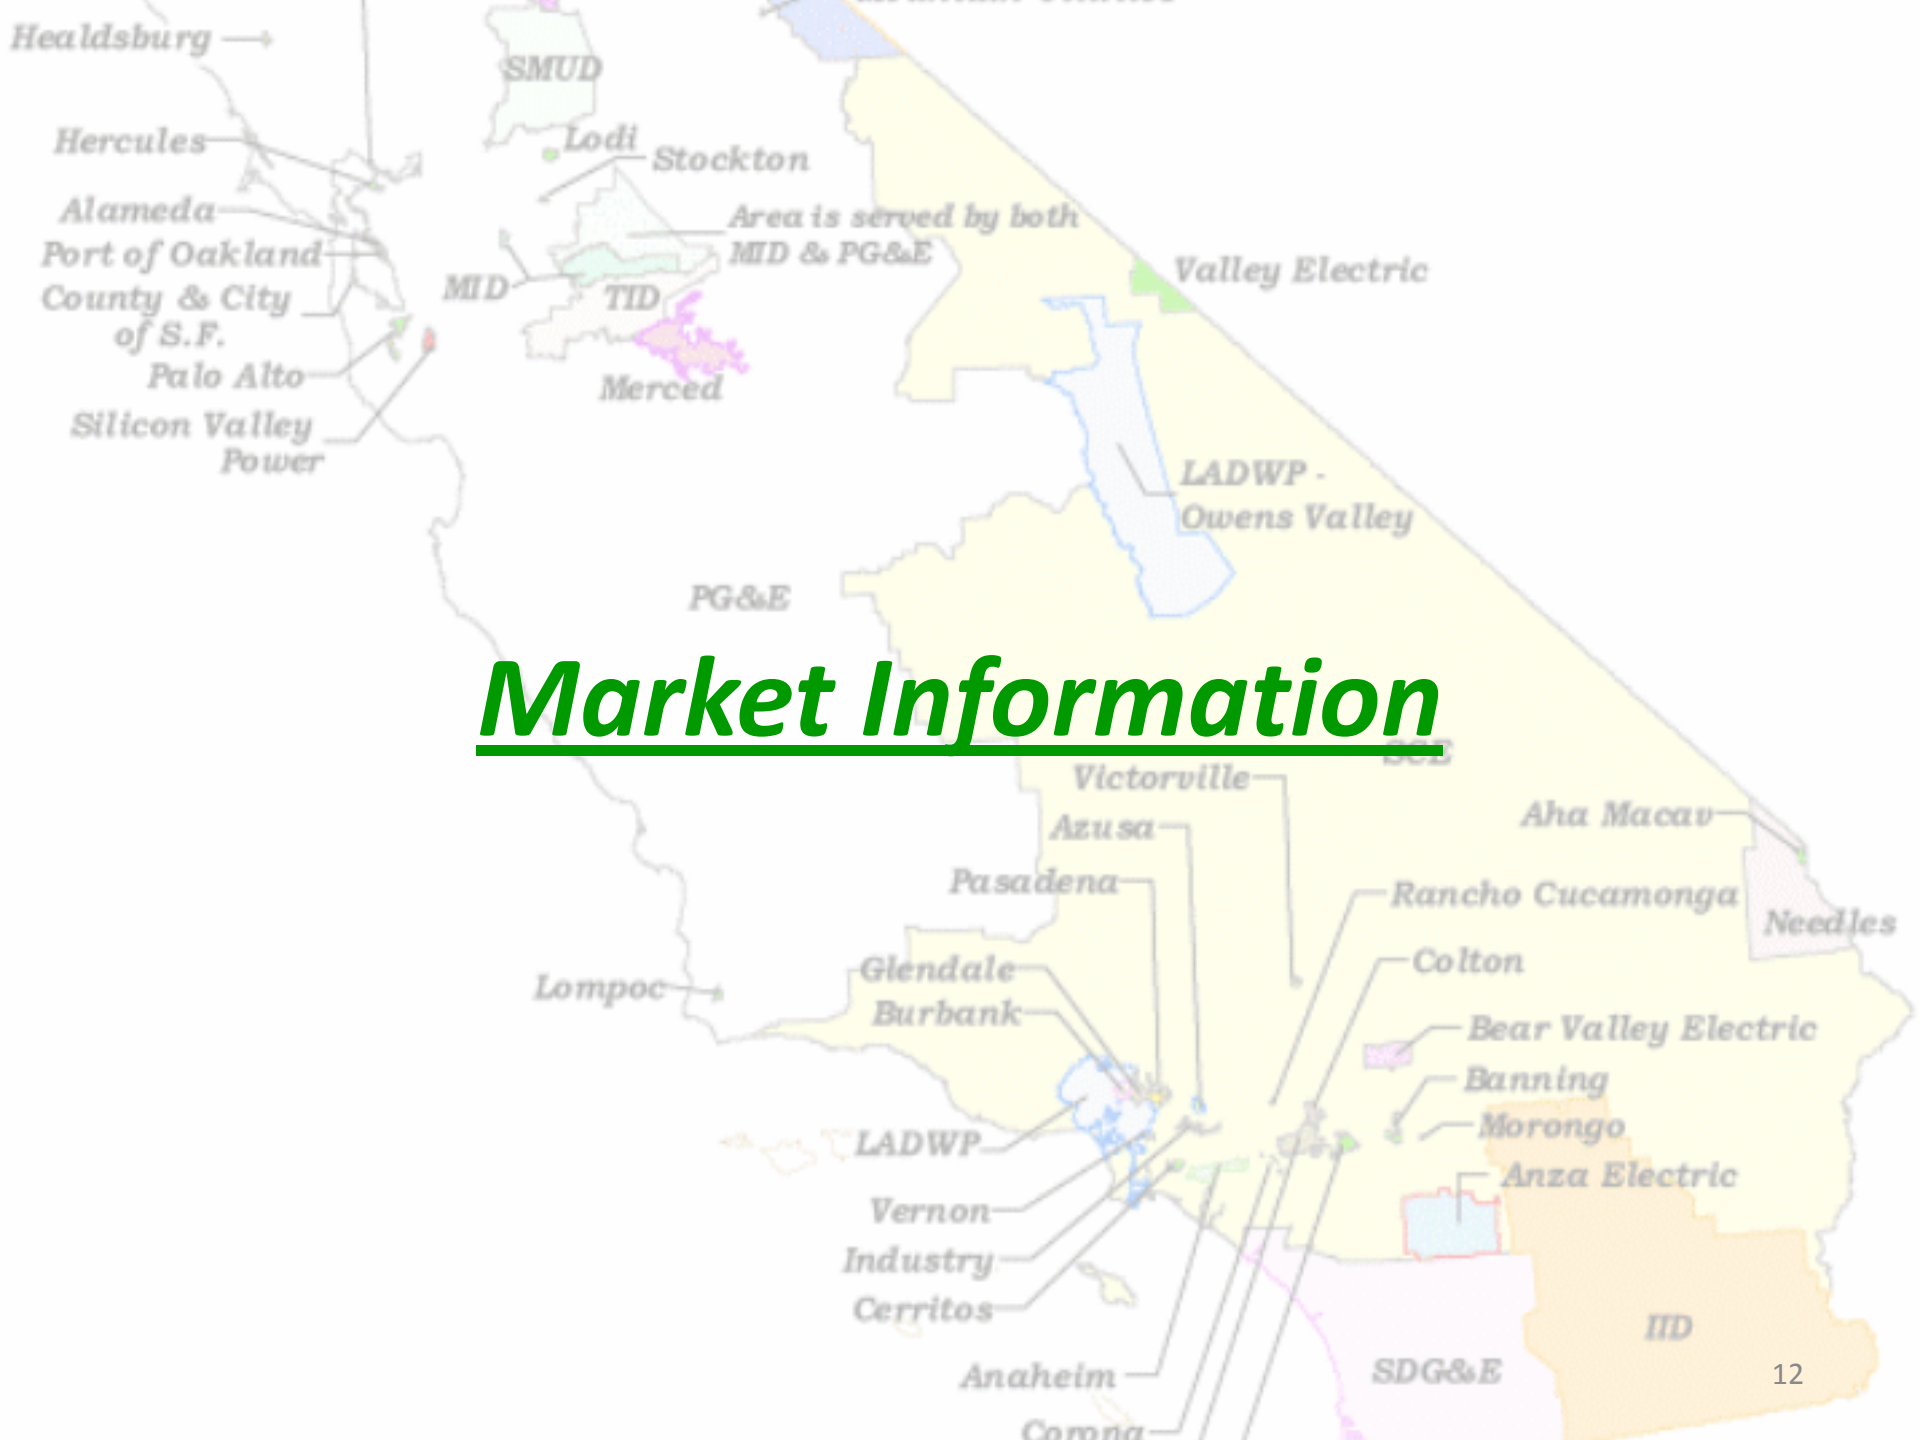 Healdsburg
SMUD
Hercules
Lodi
Stockton
Alameda
Area is served by both
MID & PG&E
Port of Oakland
County & City
of S.F.
MID
TID
Valley Electric
Palo Alto
Merced
Silicon Valley
Power
LADWP -
Owens Valley
PG&E
Market Information
SCE
Victorville
Aha Macav
Azusa
Pasadena
Rancho Cucamonga
Needles
Colton
Glendale
Lompoc
Burbank
Bear Valley Electric
Banning
Morongo
LADWP
Anza Electric
Vernon
Industry
Cerritos
IID
Anaheim
SDG&E
12
Corona